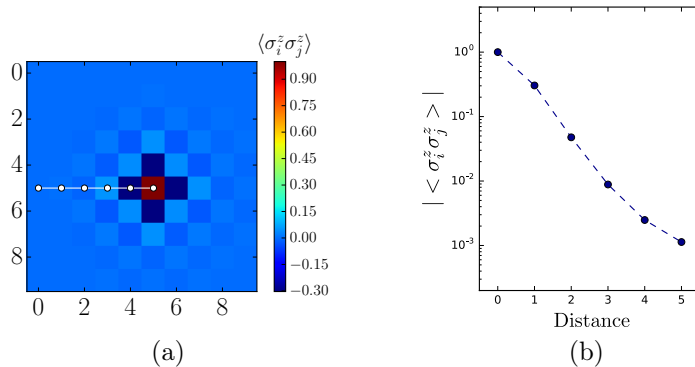 ⟨σ_i^z σ_j^z⟩
0
2
4
6
8
0 2 4 6 8
0.90
0.75
0.60
0.45
0.30
0.15
0.00
−0.15
−0.30
(a)
| < σ_i^z σ_j^z > |
10^0
10^-1
10^-2
10^-3
0 1 2 3 4 5
Distance
(b)